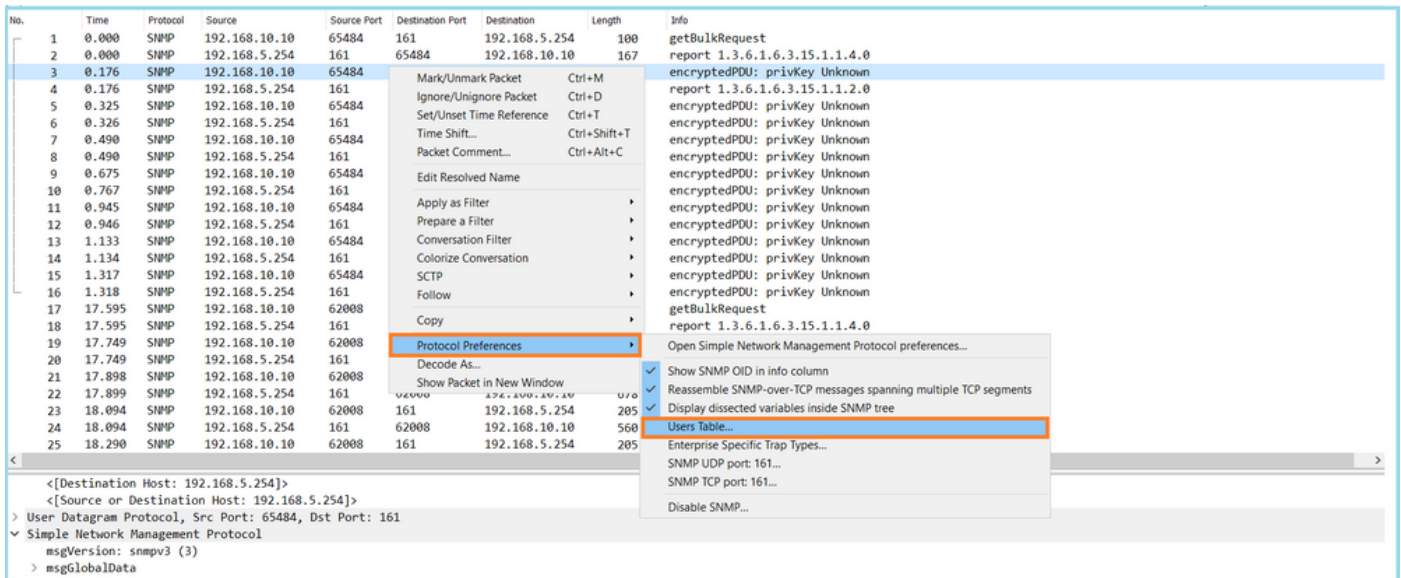 No. Time Protocol Source Source Port Destination Port Destination Length Info
1 0.000 SNMP 192.168.10.10 65484 161 192.168.5.254 100 getBulkRequest
2 0.000 SNMP 192.168.5.254 161 65484 192.168.10.10 167 report 1.3.6.1.6.3.15.1.1.4.0
3 0.176 SNMP 192.168.10.10 65484 encryptedPDU: privKey Unknown
Mark/Unmark Packet Ctrl+M
4 0.176 SNMP 192.168.5.254 161 report 1.3.6.1.6.3.15.1.1.2.0
Ignore/Unignore Packet Ctrl+D
5 0.325 SNMP 192.168.10.10 65484 encryptedPDU: privKey Unknown
Set/Unset Time Reference Ctrl+T
6 0.326 SNMP 192.168.5.254 161 encryptedPDU: privKey Unknown
Time Shift... Ctrl+Shift+T
7 0.490 SNMP 192.168.10.10 65484 encryptedPDU: privKey Unknown
Packet Comment... Ctrl+Alt+C
8 0.490 SNMP 192.168.5.254 161 encryptedPDU: privKey Unknown
9 0.675 SNMP 192.168.10.10 65484 encryptedPDU: privKey Unknown
Edit Resolved Name
10 0.767 SNMP 192.168.5.254 161 encryptedPDU: privKey Unknown
Apply as Filter
11 0.945 SNMP 192.168.10.10 65484 encryptedPDU: privKey Unknown
Prepare a Filter
12 0.946 SNMP 192.168.5.254 161 encryptedPDU: privKey Unknown
Conversation Filter
13 1.133 SNMP 192.168.10.10 65484 encryptedPDU: privKey Unknown
Colorize Conversation
14 1.134 SNMP 192.168.5.254 161 encryptedPDU: privKey Unknown
SCTP
15 1.317 SNMP 192.168.10.10 65484 encryptedPDU: privKey Unknown
Follow
16 1.318 SNMP 192.168.5.254 161 encryptedPDU: privKey Unknown
17 17.595 SNMP 192.168.10.10 62008 getBulkRequest
Copy
18 17.595 SNMP 192.168.5.254 161 report 1.3.6.1.6.3.15.1.1.4.0
19 17.749 SNMP 192.168.10.10 62008
Protocol Preferences
Open Simple Network Management Protocol preferences...
20 17.749 SNMP 192.168.5.254 161
Decode As...
Show SNMP OID in info column
21 17.898 SNMP 192.168.10.10 62008
Show Packet in New Window
Reassemble SNMP-over-TCP messages spanning multiple TCP segments
22 17.899 SNMP 192.168.5.254 161
Display dissected variables inside SNMP tree
23 18.094 SNMP 192.168.10.10 62008 161 192.168.5.254 205
24 18.094 SNMP 192.168.5.254 161 62008 192.168.10.10 560
Users Table...
25 18.290 SNMP 192.168.10.10 62008 161 192.168.5.254 205
Enterprise Specific Trap Types...
SNMP UDP port: 161...
SNMP TCP port: 161...
Disable SNMP...
<[Destination Host: 192.168.5.254]>
<[Source or Destination Host: 192.168.5.254]>
User Datagram Protocol, Src Port: 65484, Dst Port: 161
Simple Network Management Protocol
msgVersion: snmpv3 (3)
msgGlobalData